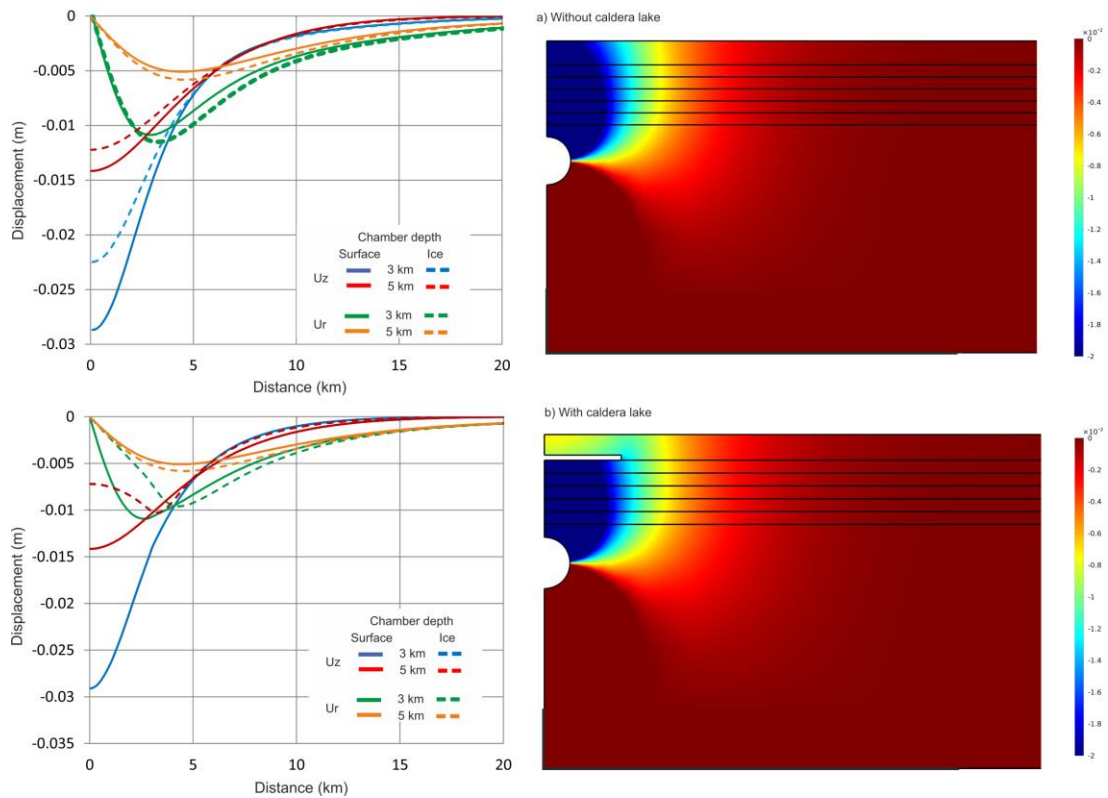 0
-0.005
-0.01
-0.015
-0.02
-0.025
-0.03
Displacement (m)
Chamber depth
Surface Ice
Uz 3 km
5 km
Ur 3 km
5 km
0 5 10 15 20
Distance (km)
a) Without caldera lake
×10⁻²
0
-0.2
-0.4
-0.6
-0.8
-1
-1.2
-1.4
-1.6
-1.8
-2
0
-0.005
-0.01
-0.015
-0.02
-0.025
-0.03
-0.035
Displacement (m)
Chamber depth
Surface Ice
Uz 3 km
5 km
Ur 3 km
5 km
0 5 10 15 20
Distance (km)
b) With caldera lake
×10⁻²
0
-0.2
-0.4
-0.6
-0.8
-1
-1.2
-1.4
-1.6
-1.8
-2